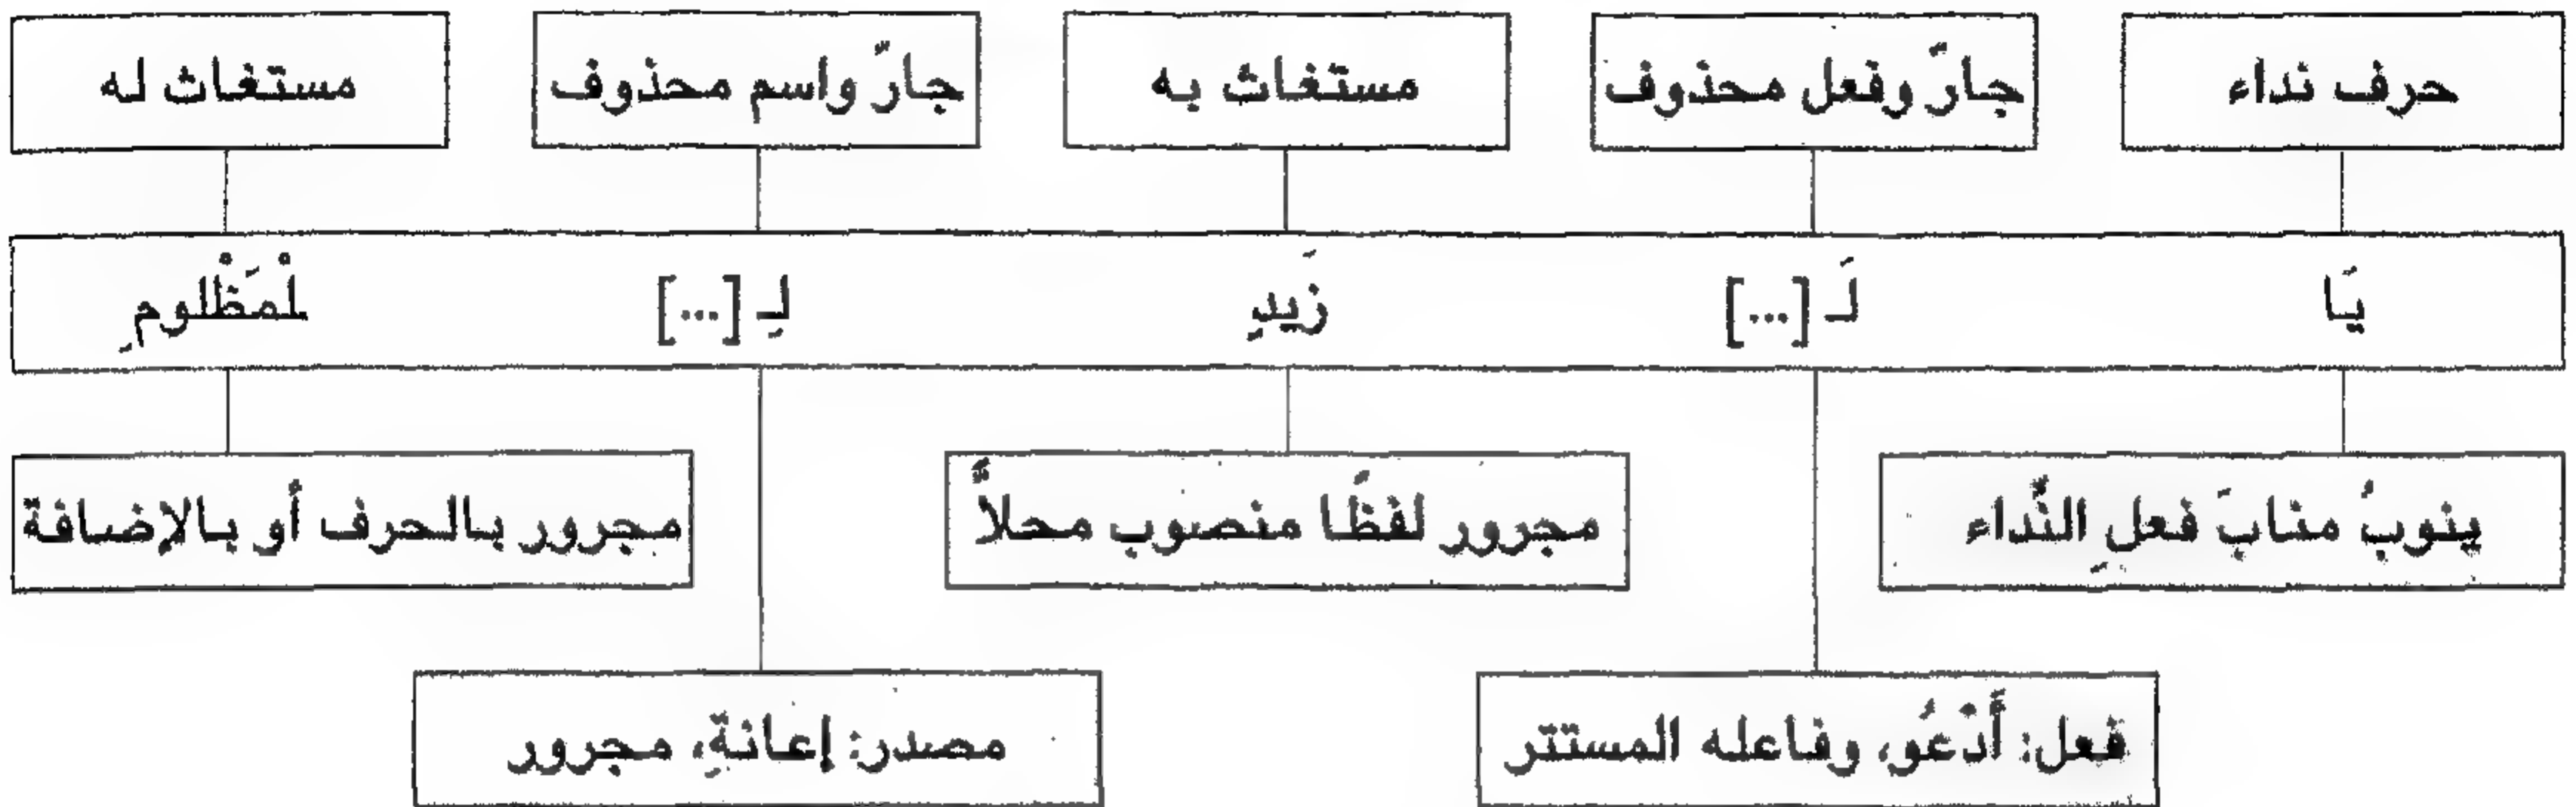 حرف نداء
جارّ وفعل محذوف
مستغاث به
جارّ واسم محذوف
مستغاث له
يَا لَـ [...] زَيدٍ لِـ [...] لْمَظْلومِ
ينوبُ منابَ فعلِ النِّداء
مجرور لفظًا منصوب محلاًّ
مجرور بالحرف أو بالإضافة
فعل: أَدْعُو، وفاعله المستتر
مصدر: إعانةِ، مجرور